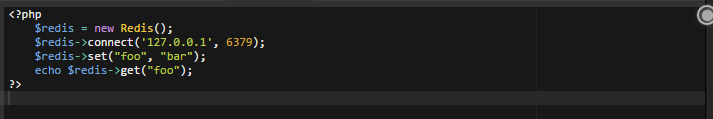 <?php
    $redis = new Redis();
    $redis->connect('127.0.0.1', 6379);
    $redis->set("foo", "bar");
    echo $redis->get("foo");
?>